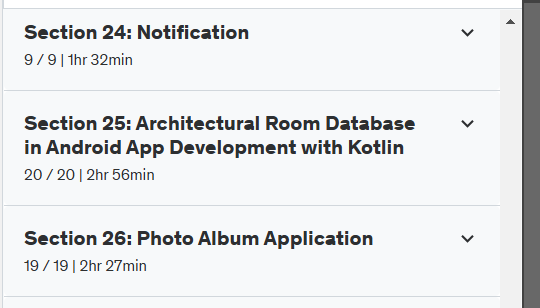 Section 24: Notification
9 / 9 | 1hr 32min
Section 25: Architectural Room Database
in Android App Development with Kotlin
20 / 20 | 2hr 56min
Section 26: Photo Album Application
19 / 19 | 2hr 27min